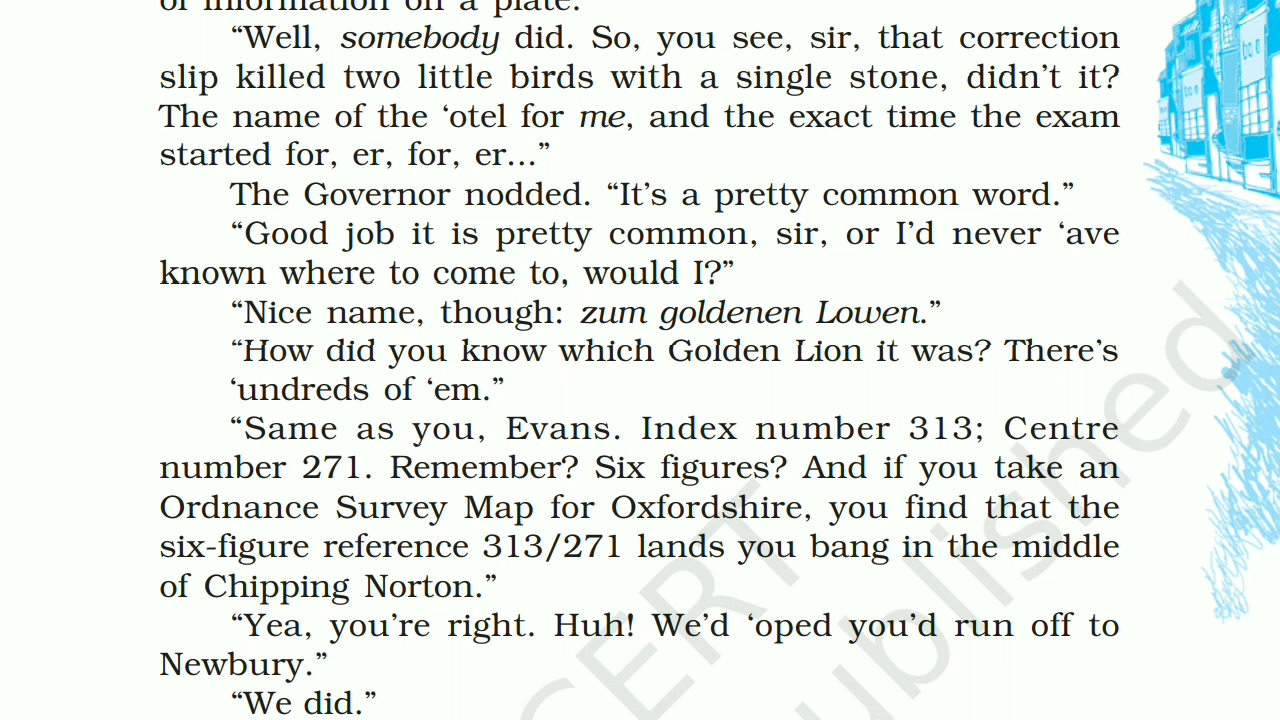 of information on a plate.
“Well, somebody did. So, you see, sir, that correction
slip killed two little birds with a single stone, didn’t it?
The name of the ‘otel for me, and the exact time the exam
started for, er, for, er...”
The Governor nodded. “It’s a pretty common word.”
“Good job it is pretty common, sir, or I’d never ‘ave
known where to come to, would I?”
“Nice name, though: zum goldenen Lowen.”
“How did you know which Golden Lion it was? There’s
‘undreds of ‘em.”
“Same as you, Evans. Index number 313; Centre
number 271. Remember? Six figures? And if you take an
Ordnance Survey Map for Oxfordshire, you find that the
six-figure reference 313/271 lands you bang in the middle
of Chipping Norton.”
“Yea, you’re right. Huh! We’d ‘oped you’d run off to
Newbury.”
“We did.”